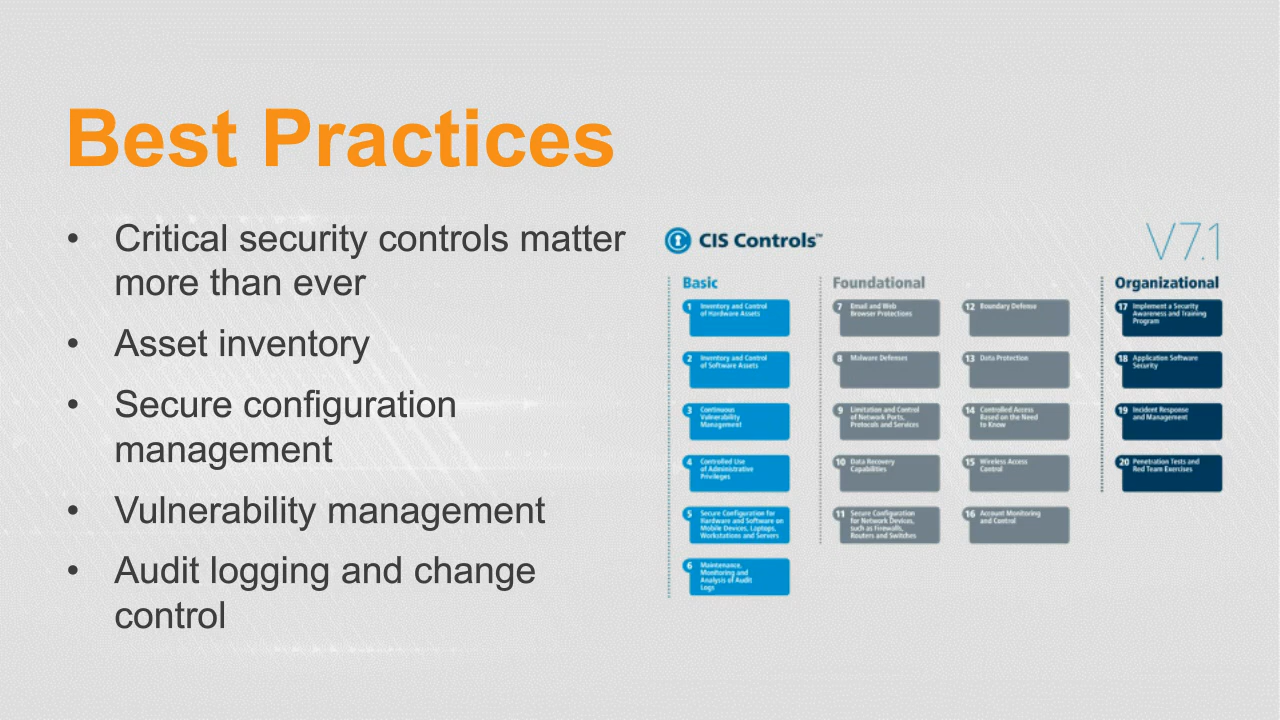 Best Practices
• Critical security controls matter
more than ever
• Asset inventory
• Secure configuration
management
• Vulnerability management
• Audit logging and change
control
CIS Controls™
V7.1
Basic
1 Inventory and Control
of Hardware Assets
2 Inventory and Control
of Software Assets
3 Continuous
Vulnerability
Management
4 Controlled Use
of Administrative
Privileges
5 Secure Configuration for
Hardware and Software on
Mobile Devices, Laptops,
Workstations and Servers
6 Maintenance,
Monitoring and
Analysis of Audit
Logs
Foundational
7 Email and Web
Browser Protections
8 Malware Defenses
9 Limitation and Control
of Network Ports,
Protocols and Services
10 Data Recovery
Capabilities
11 Secure Configuration
for Network Devices,
such as Firewalls,
Routers and Switches
12 Boundary Defense
13 Data Protection
14 Controlled Access
Based on the Need
to Know
15 Wireless Access
Control
16 Account Monitoring
and Control
Organizational
17 Implement a Security
Awareness and Training
Program
18 Application Software
Security
19 Incident Response
and Management
20 Penetration Tests and
Red Team Exercises